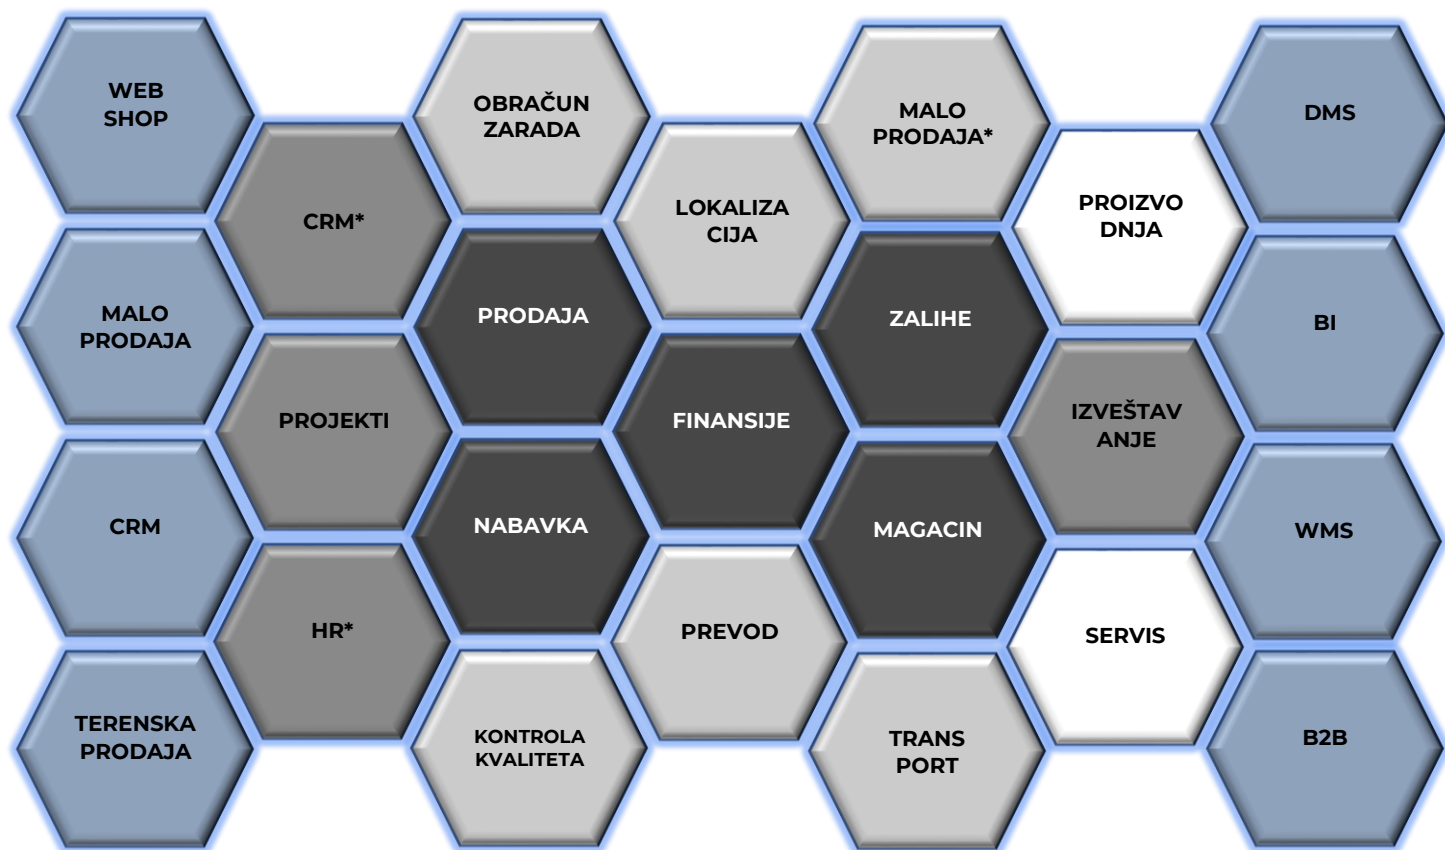 WEB
SHOP
OBRAČUN
ZARADA
MALO
PRODAJA*
DMS
CRM*
LOKALIZA
CIJA
PROIZVO
DNJA
MALO
PRODAJA
PRODAJA
ZALIHE
BI
PROJEKTI
FINANSIJE
IZVEŠTAV
ANJE
CRM
NABAVKA
MAGACIN
WMS
HR*
PREVOD
SERVIS
TERENSKA
PRODAJA
KONTROLA
KVALITETA
TRANS
PORT
B2B